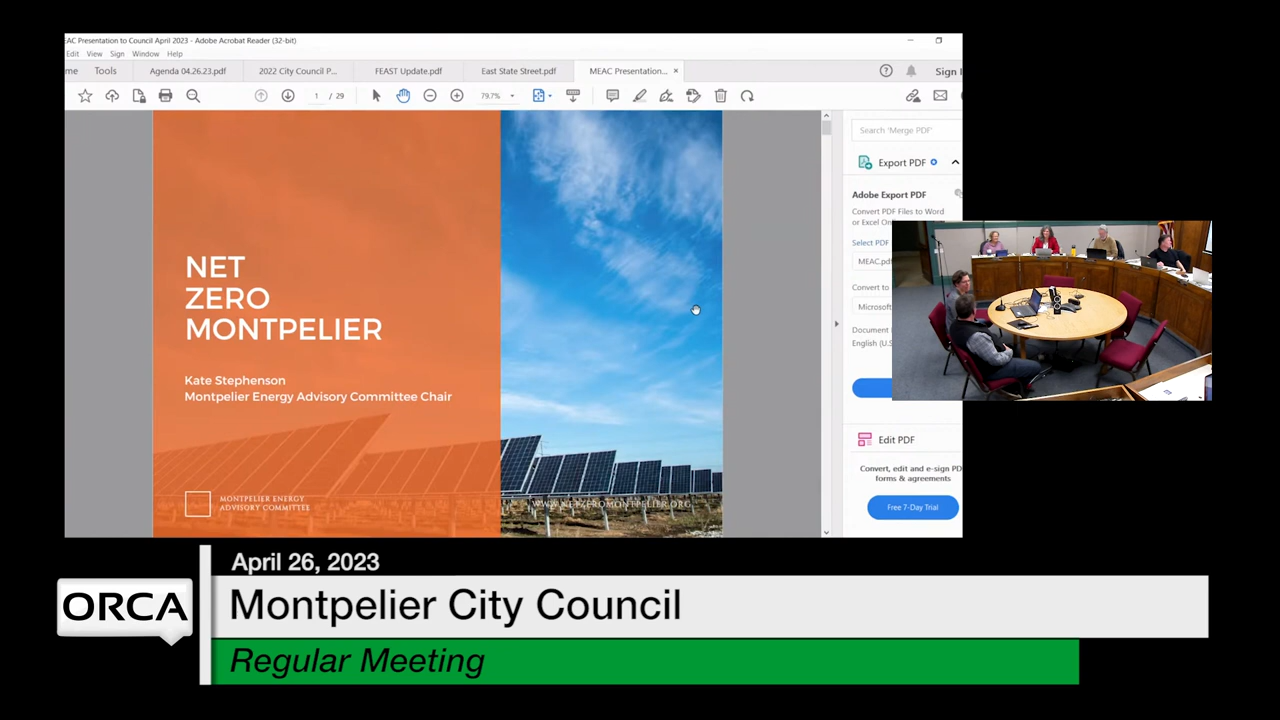 EAC Presentation to Council April 2023 - Adobe Acrobat Reader (32-bit)
Edit View Sign Window Help
me Tools Agenda 04.26.23.pdf 2022 City Council P... FEAST Update.pdf East State Street.pdf MEAC Presentation... × Sign I
1 / 29 79.7%
NET
ZERO
MONTPELIER
Kate Stephenson
Montpelier Energy Advisory Committee Chair
MONTPELIER ENERGY
ADVISORY COMMITTEE
WWW.NETZEROMONTPELIER.ORG
Search 'Merge PDF'
Export PDF
Adobe Export PDF
Convert PDF Files to Word
or Excel On
Select PDF
MEAC.pd
Convert to
Microsof
Document
English (U.S
Edit PDF
Convert, edit and e-sign PD
forms & agreements
Free 7-Day Trial
April 26, 2023
ORCA
Montpelier City Council
Regular Meeting